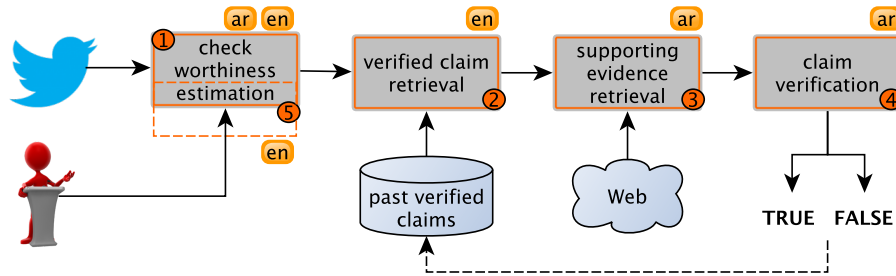 ar en
en
ar
ar
1
check
worthiness
estimation
5
verified claim
retrieval
2
supporting
evidence
retrieval
3
claim
verification
4
en
past verified
claims
Web
TRUE FALSE